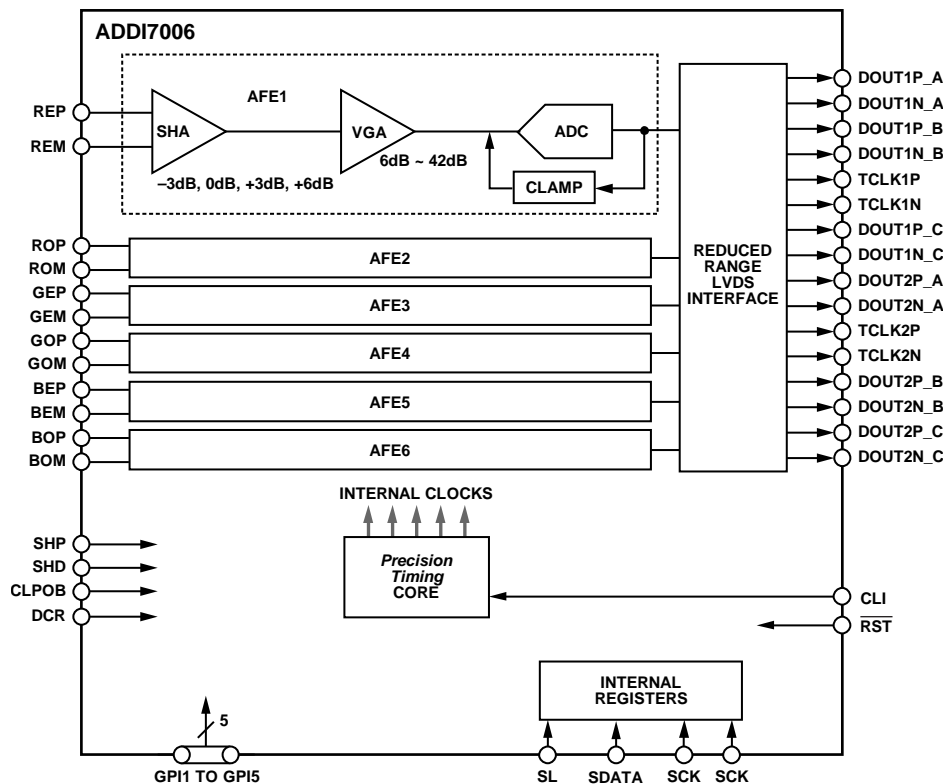 ADDI7006
AFE1
REP
REM
SHA
VGA
ADC
CLAMP
–3dB, 0dB, +3dB, +6dB
6dB ~ 42dB
ROP
ROM
AFE2
GEP
GEM
AFE3
GOP
GOM
AFE4
BEP
BEM
AFE5
BOP
BOM
AFE6
REDUCED
RANGE
LVDS
INTERFACE
DOUT1P_A
DOUT1N_A
DOUT1P_B
DOUT1N_B
TCLK1P
TCLK1N
DOUT1P_C
DOUT1N_C
DOUT2P_A
DOUT2N_A
TCLK2P
TCLK2N
DOUT2P_B
DOUT2N_B
DOUT2P_C
DOUT2N_C
INTERNAL CLOCKS
Precision
Timing
CORE
SHP
SHD
CLPOB
DCR
CLI
RST
INTERNAL
REGISTERS
5
GPI1 TO GPI5
SL
SDATA
SCK
SCK